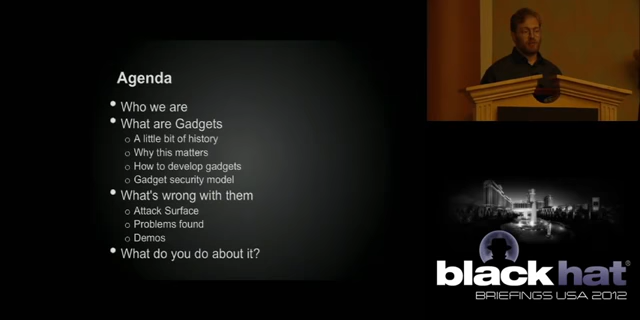 Agenda
• Who we are
• What are Gadgets
o A little bit of history
o Why this matters
o How to develop gadgets
o Gadget security model
• What's wrong with them
o Attack Surface
o Problems found
o Demos
• What do you do about it?
black hat®
BRIEFINGS USA 2012